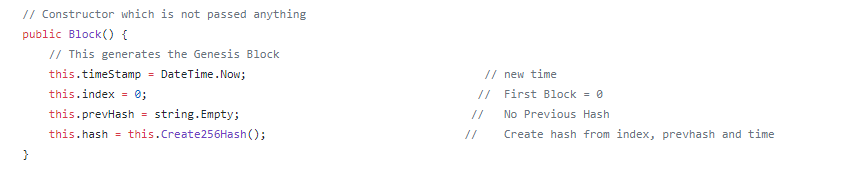 // Constructor which is not passed anything
public Block() {
    // This generates the Genesis Block
    this.timeStamp = DateTime.Now;                                    // new time
    this.index = 0;                                                  //  First Block = 0
    this.prevHash = string.Empty;                                   //   No Previous Hash
    this.hash = this.Create256Hash();                              //    Create hash from index, prevhash and time
}